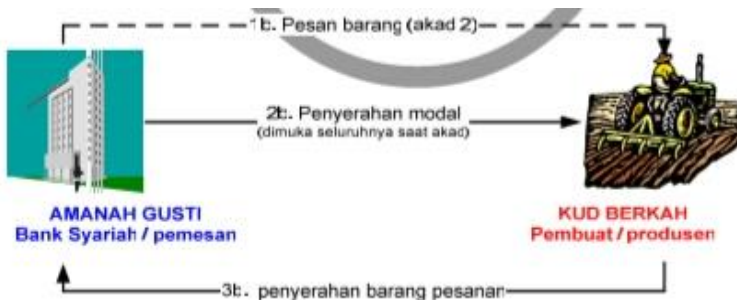 1b. Pesan barang (akad 2)
2b. Penyerahan modal
(dimuka seluruhnya saat akad)
AMANAH GUSTI
Bank Syariah / pemesan
KUD BERKAH
Pembuat / produsen
3b. penyerahan barang pesanan